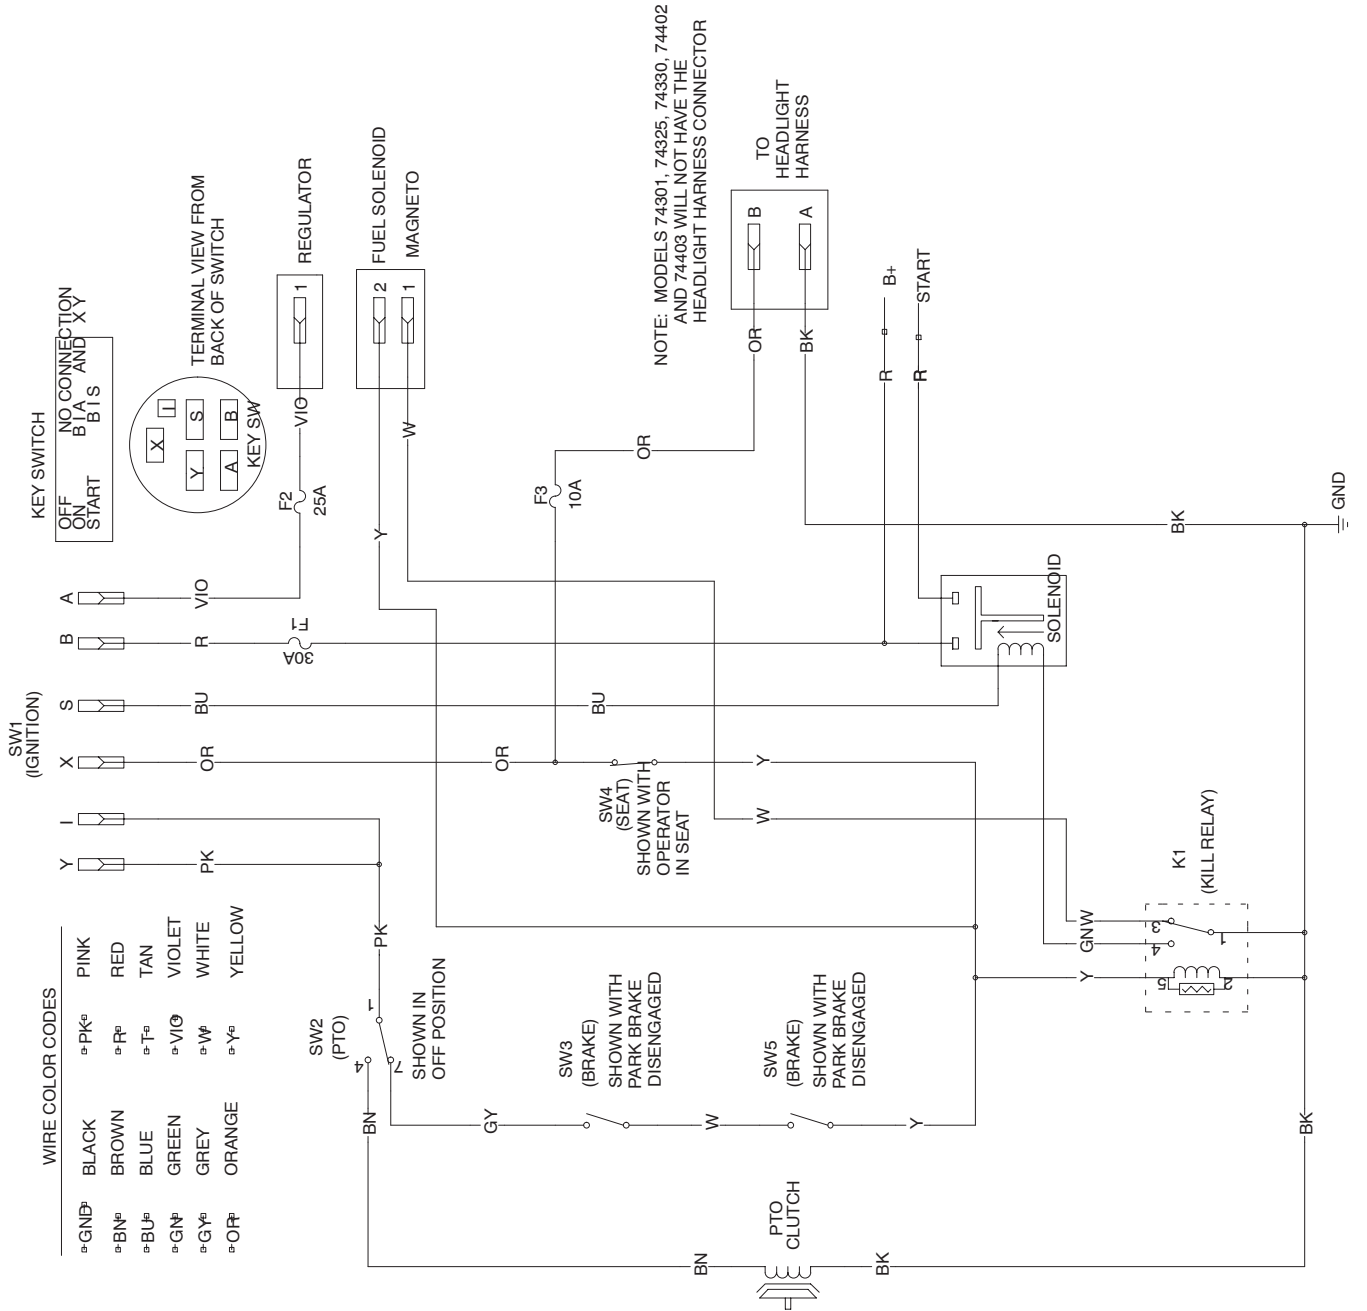 WIRE COLOR CODES
GND BLACK PK PINK
BN BROWN R RED
BU BLUE T TAN
GN GREEN VIO VIOLET
GY GREY W WHITE
OR ORANGE Y YELLOW
SW1
(IGNITION)
Y I X S B A
KEY SWITCH
OFF NO CONNECTION
ON B I A AND X Y
START B I S
X I
Y S
A B
KEY SW
TERMINAL VIEW FROM
BACK OF SWITCH
PK
OR
BU
R
VIO
F1
30A
F2
25A
VIO
1
REGULATOR
2
FUEL SOLENOID
1
MAGNETO
Y
W
PK
SW2
(PTO)
1
4
7
SHOWN IN
OFF POSITION
BN
GY
OR
F3
10A
OR
OR
BK
B
A
TO
HEADLIGHT
HARNESS
NOTE: MODELS 74301, 74325, 74330, 74402
AND 74403 WILL NOT HAVE THE
HEADLIGHT HARNESS CONNECTOR
SW3
(BRAKE)
SHOWN WITH
PARK BRAKE
DISENGAGED
W
SW5
(BRAKE)
SHOWN WITH
PARK BRAKE
DISENGAGED
Y
SW4
(SEAT)
SHOWN WITH
OPERATOR
IN SEAT
BU
Y
W
R
B+
R
START
SOLENOID
BN
PTO
CLUTCH
BK
Y
GN
W
5
2
4
3
1
K1
(KILL RELAY)
BK
BK
GND